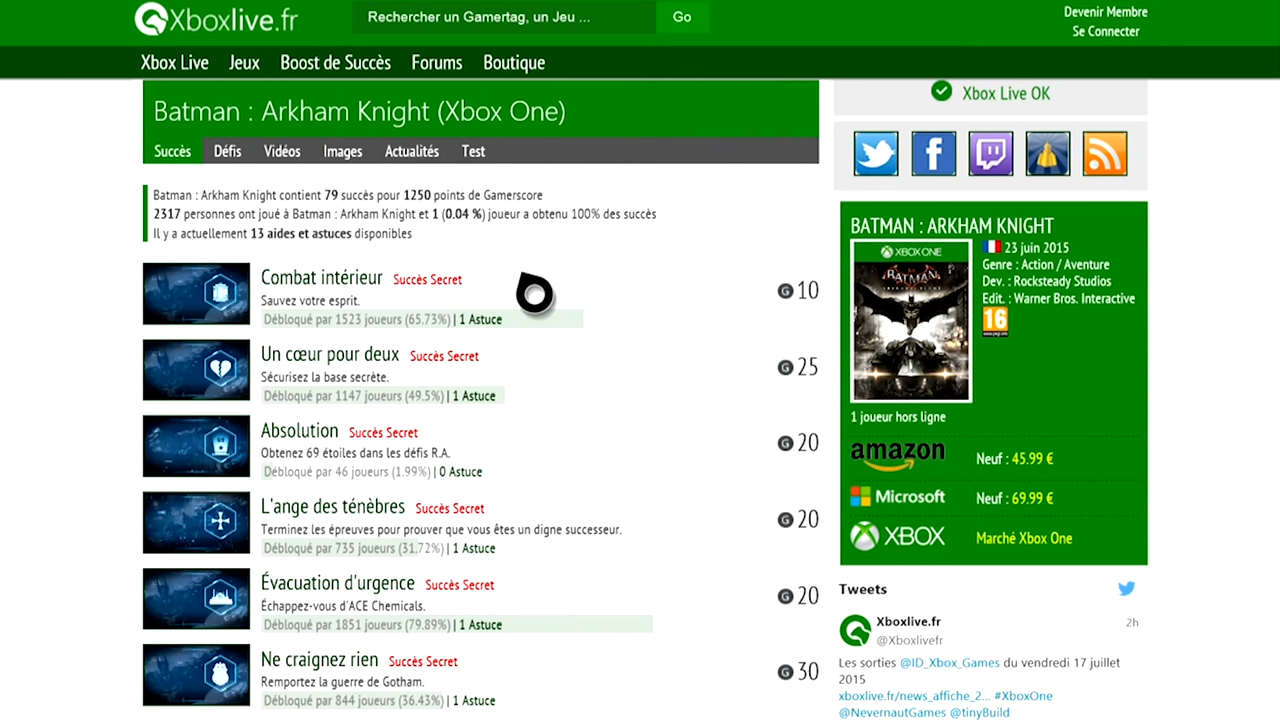 Xboxlive.fr
Rechercher un Gamertag, un Jeu ...
Go
Devenir Membre
Se Connecter
Xbox Live
Jeux
Boost de Succès
Forums
Boutique
Batman : Arkham Knight (Xbox One)
Succès
Défis
Vidéos
Images
Actualités
Test
Batman : Arkham Knight contient 79 succès pour 1250 points de Gamerscore
2317 personnes ont joué à Batman : Arkham Knight et 1 (0.04 %) joueur a obtenu 100% des succès
Il y a actuellement 13 aides et astuces disponibles
Combat intérieur Succès Secret
Sauvez votre esprit.
Débloqué par 1523 joueurs (65.73%) | 1 Astuce
G 10
Un cœur pour deux Succès Secret
Sécurisez la base secrète.
Débloqué par 1147 joueurs (49.5%) | 1 Astuce
G 25
Absolution Succès Secret
Obtenez 69 étoiles dans les défis R.A.
Débloqué par 46 joueurs (1.99%) | 0 Astuce
G 20
L'ange des ténèbres Succès Secret
Terminez les épreuves pour prouver que vous êtes un digne successeur.
Débloqué par 735 joueurs (31.72%) | 1 Astuce
G 20
Évacuation d'urgence Succès Secret
Échappez-vous d'ACE Chemicals.
Débloqué par 1851 joueurs (79.89%) | 1 Astuce
G 20
Ne craignez rien Succès Secret
Remportez la guerre de Gotham.
Débloqué par 844 joueurs (36.43%) | 1 Astuce
G 30
Xbox Live OK
BATMAN : ARKHAM KNIGHT
XBOX ONE
BATMAN
23 juin 2015
Genre : Action / Aventure
Dev. : Rocksteady Studios
Edit. : Warner Bros. Interactive
16
1 joueur hors ligne
amazon
Neuf : 45.99 €
Microsoft
Neuf : 69.99 €
XBOX
Marché Xbox One
Tweets
Xboxlive.fr
2h
@Xboxlivefr
Les sorties @ID_Xbox_Games du vendredi 17 juillet
2015
xboxlive.fr/news_affiche_2... #XboxOne
@NevernautGames @tinyBuild